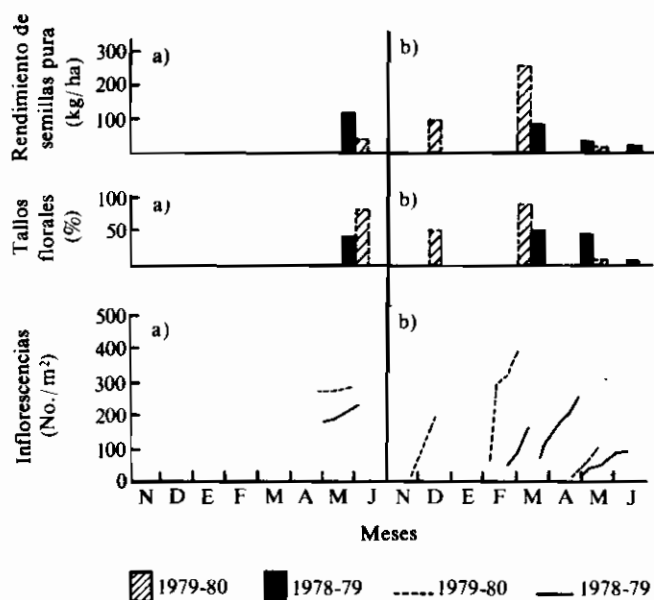 Rendimiento de
semillas pura
(kg/ha)
300
200
100
a)
b)
Tallos
florales
(%)
100
50
a)
b)
Inflorescencias
(No./m²)
500
400
300
200
100
0
a)
b)
N D E F M A M J N D E F M A M J
Meses
1979-80 1978-79 1979-80 1978-79